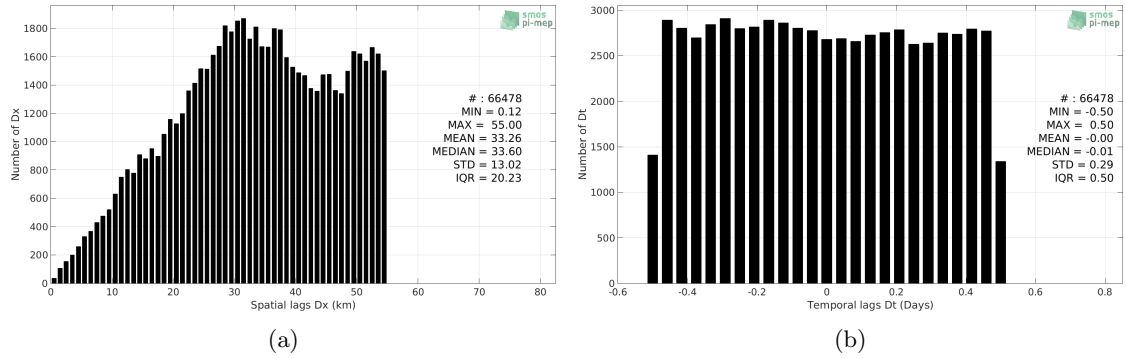 smos
pi-mep
Number of Dx
2000
1800
1600
1400
1200
1000
800
600
400
200
0
# : 66478
MIN = 0.12
MAX = 55.00
MEAN = 33.26
MEDIAN = 33.60
STD = 13.02
IQR = 20.23
0 10 20 30 40 50 60 70 80
Spatial lags Dx (km)
(a)
smos
pi-mep
Number of Dt
3000
2500
2000
1500
1000
500
0
# : 66478
MIN = -0.50
MAX = 0.50
MEAN = -0.00
MEDIAN = -0.01
STD = 0.29
IQR = 0.50
-0.6 -0.4 -0.2 0 0.2 0.4 0.6 0.8
Temporal lags Dt (Days)
(b)